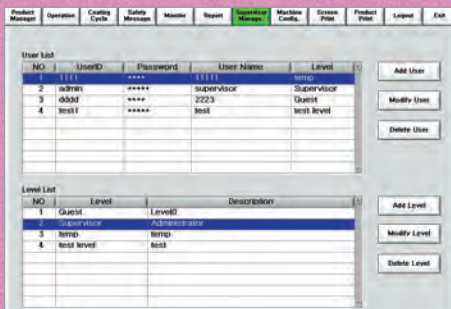 Product Manager Operation Coating Cycle Safety Message Monitor Report Supervisor Manage. Machine Config. Screen Print Product Print Logout Exit
User List
NO UserID Password User Name Level
1 1111 **** 11111 temp
2 admin ***** supervisor Supervisor
3 dddd **** 2223 Guest
4 test1 ***** test test level
Add User
Modify User
Delete User
Level List
NO Level Description
1 Guest Level0
2 Supervisor Administrator
3 temp temp
4 test level test
Add Level
Modify Level
Delete Level